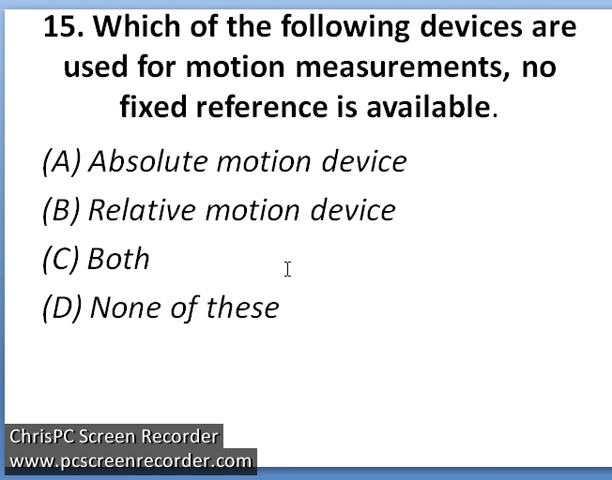 15. Which of the following devices are
used for motion measurements, no
fixed reference is available.
(A) Absolute motion device
(B) Relative motion device
(C) Both
(D) None of these
ChrisPC Screen Recorder
www.pcscreenrecorder.com